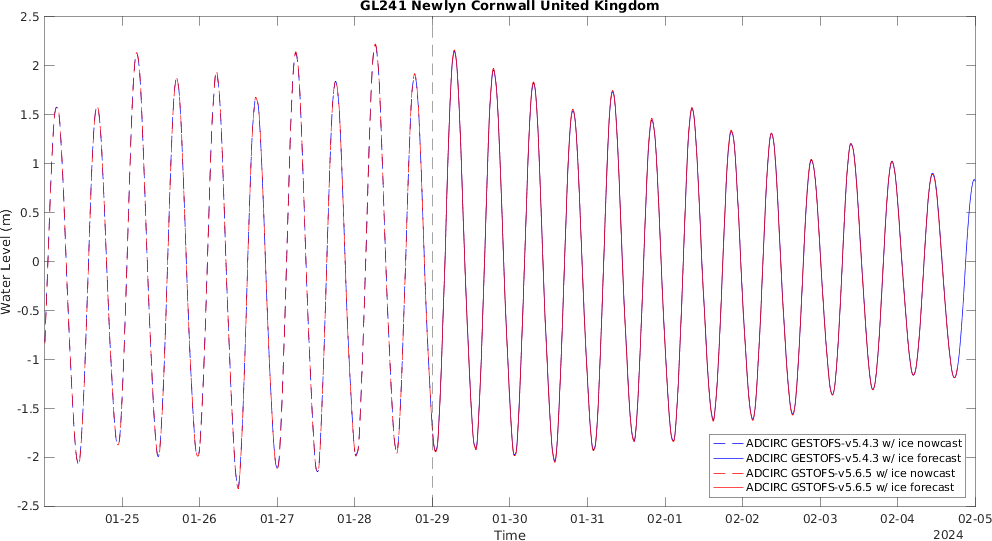 GL241 Newlyn Cornwall United Kingdom
2.5
2
1.5
1
0.5
0
-0.5
-1
-1.5
-2
-2.5
Water Level (m)
ADCIRC GESTOFS-v5.4.3 w/ ice nowcast
ADCIRC GESTOFS-v5.4.3 w/ ice forecast
ADCIRC GSTOFS-v5.6.5 w/ ice nowcast
ADCIRC GSTOFS-v5.6.5 w/ ice forecast
01-25 01-26 01-27 01-28 01-29 01-30 01-31 02-01 02-02 02-03 02-04 02-05
Time
2024